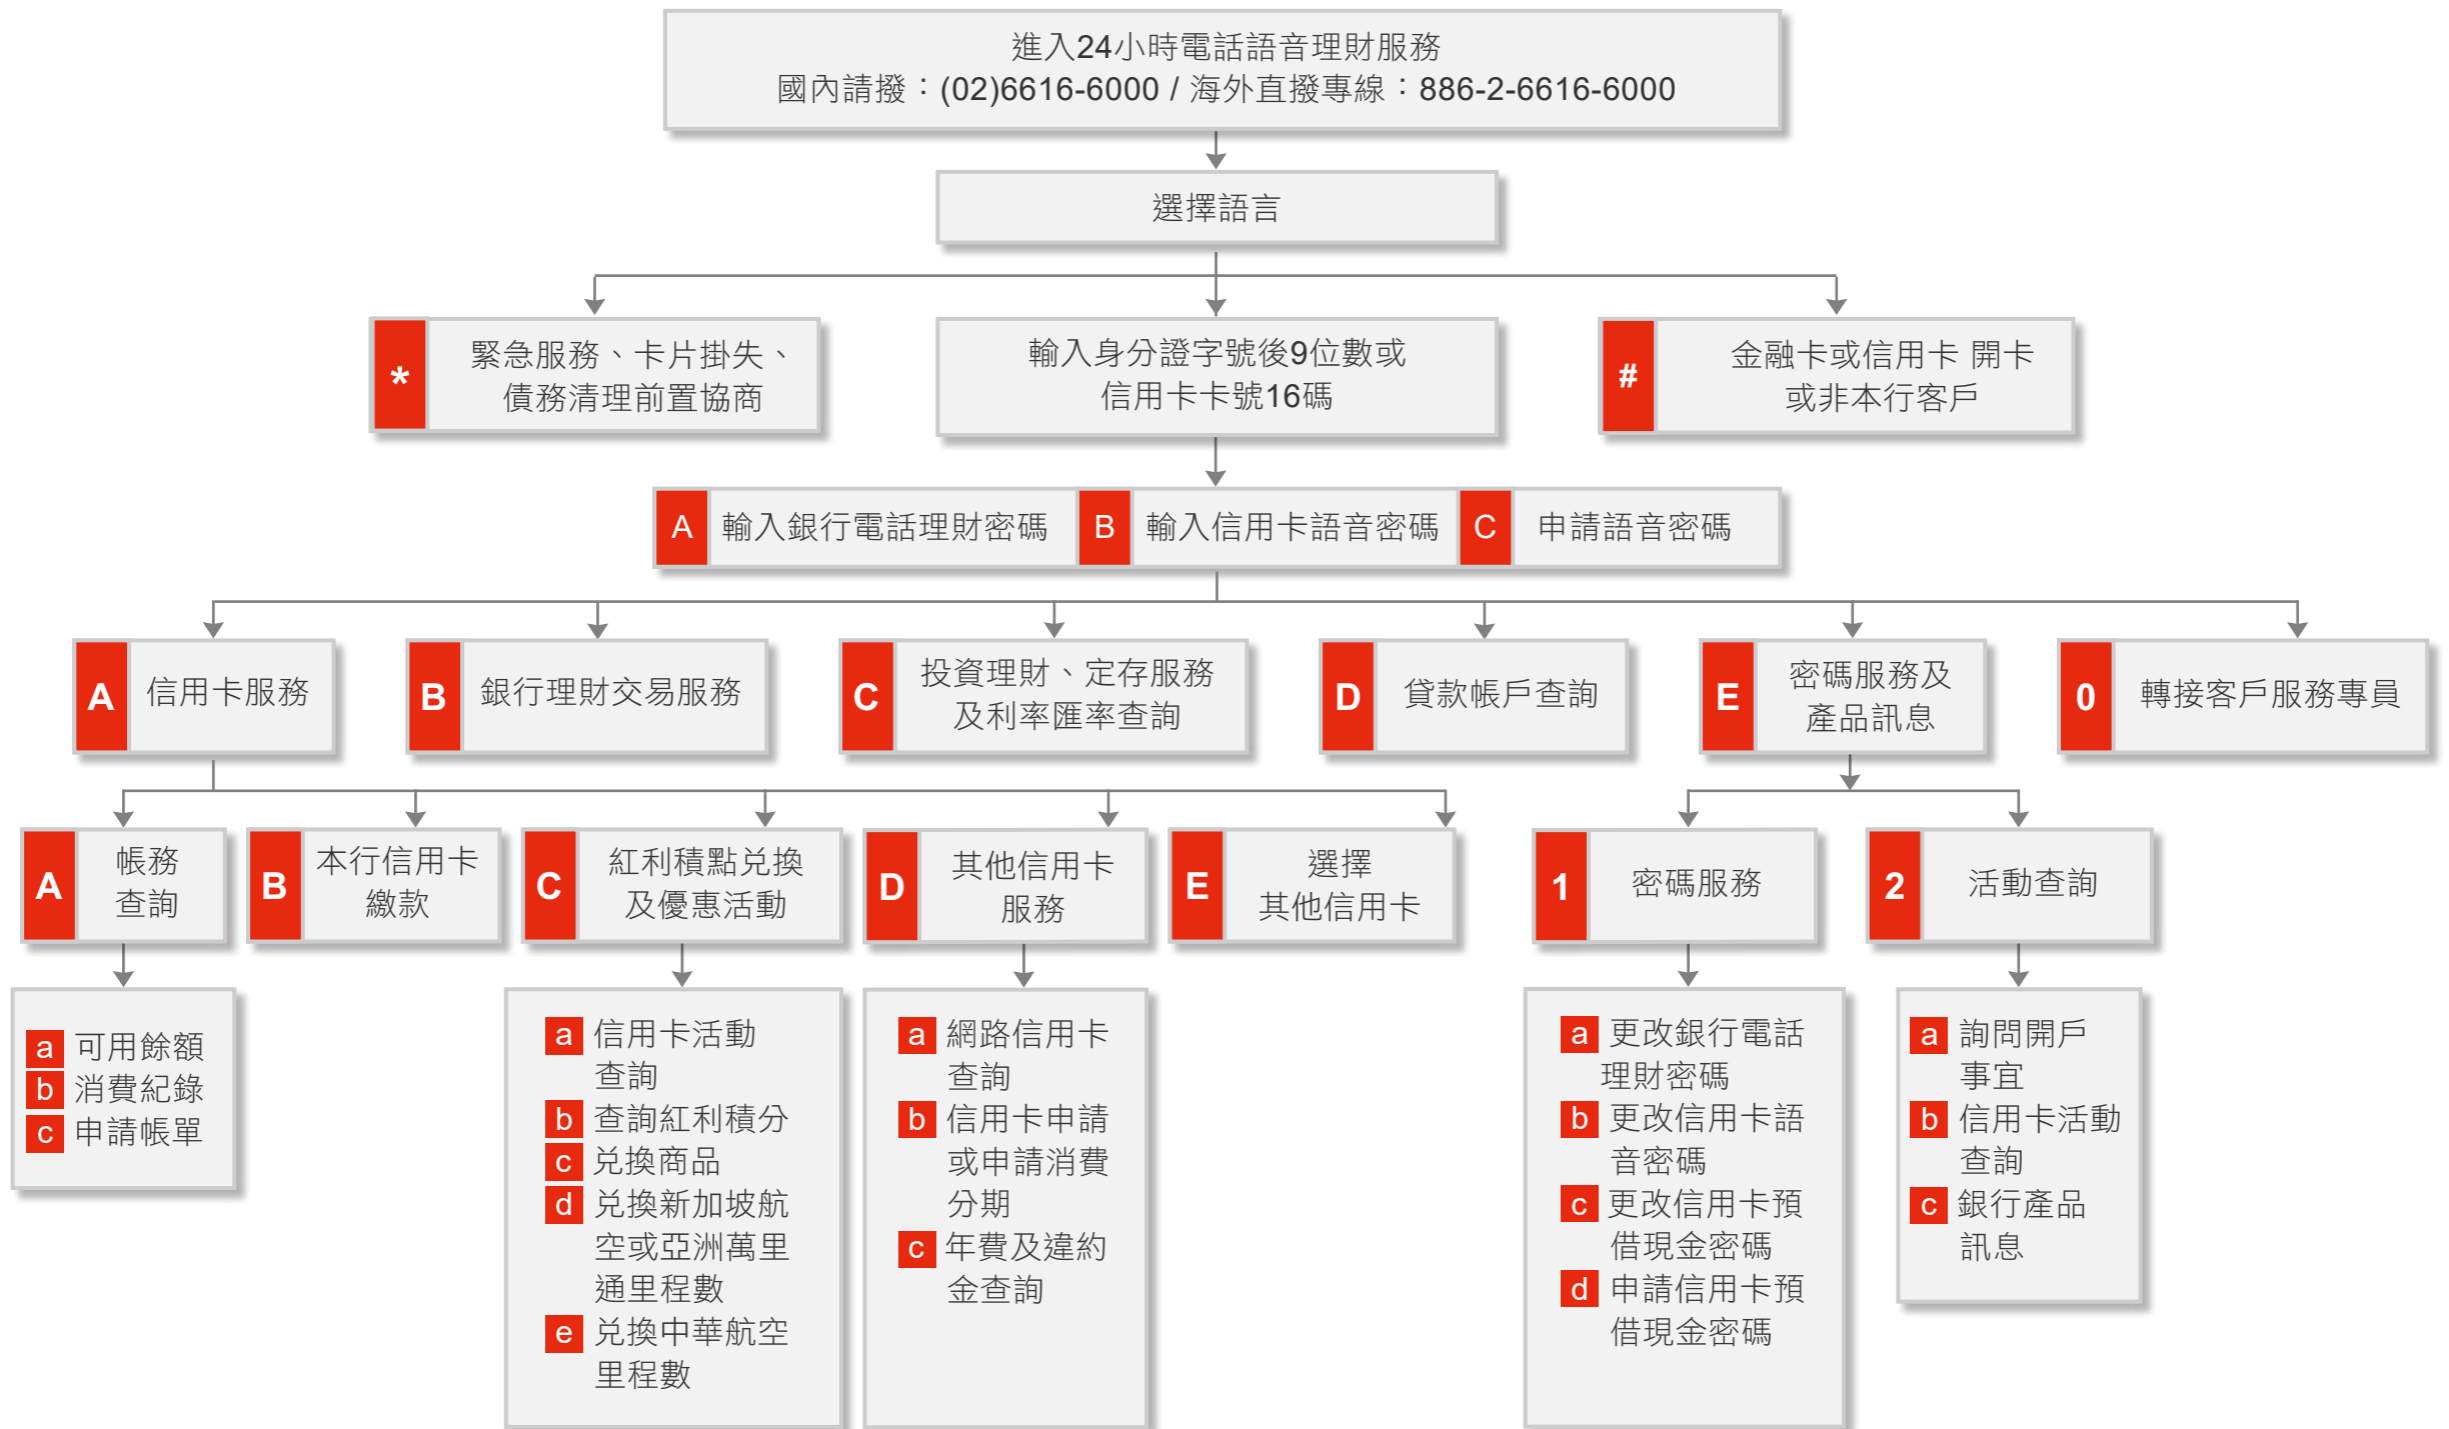 進入24小時電話語音理財服務
國內請撥：(02)6616-6000 / 海外直撥專線：886-2-6616-6000
選擇語言
*
緊急服務、卡片掛失、
債務清理前置協商
輸入身分證字號後9位數或
信用卡卡號16碼
#
金融卡或信用卡 開卡
或非本行客戶
A 輸入銀行電話理財密碼
B 輸入信用卡語音密碼
C 申請語音密碼
A 信用卡服務
B 銀行理財交易服務
C
投資理財、定存服務
及利率匯率查詢
D 貸款帳戶查詢
E
密碼服務及
產品訊息
0 轉接客戶服務專員
A
帳務
查詢
B
本行信用卡
繳款
C
紅利積點兑換
及優惠活動
D
其他信用卡
服務
E
選擇
其他信用卡
1 密碼服務
2 活動查詢
a 可用餘額
b 消費紀錄
c 申請帳單
a 信用卡活動
查詢
b 查詢紅利積分
c 兑換商品
d 兑換新加坡航
空或亞洲萬里
通里程數
e 兑換中華航空
里程數
a 網路信用卡
查詢
b 信用卡申請
或申請消費
分期
c 年費及違約
金查詢
a 更改銀行電話
理財密碼
b 更改信用卡語
音密碼
c 更改信用卡預
借現金密碼
d 申請信用卡預
借現金密碼
a 詢問開戶
事宜
b 信用卡活動
查詢
c 銀行產品
訊息